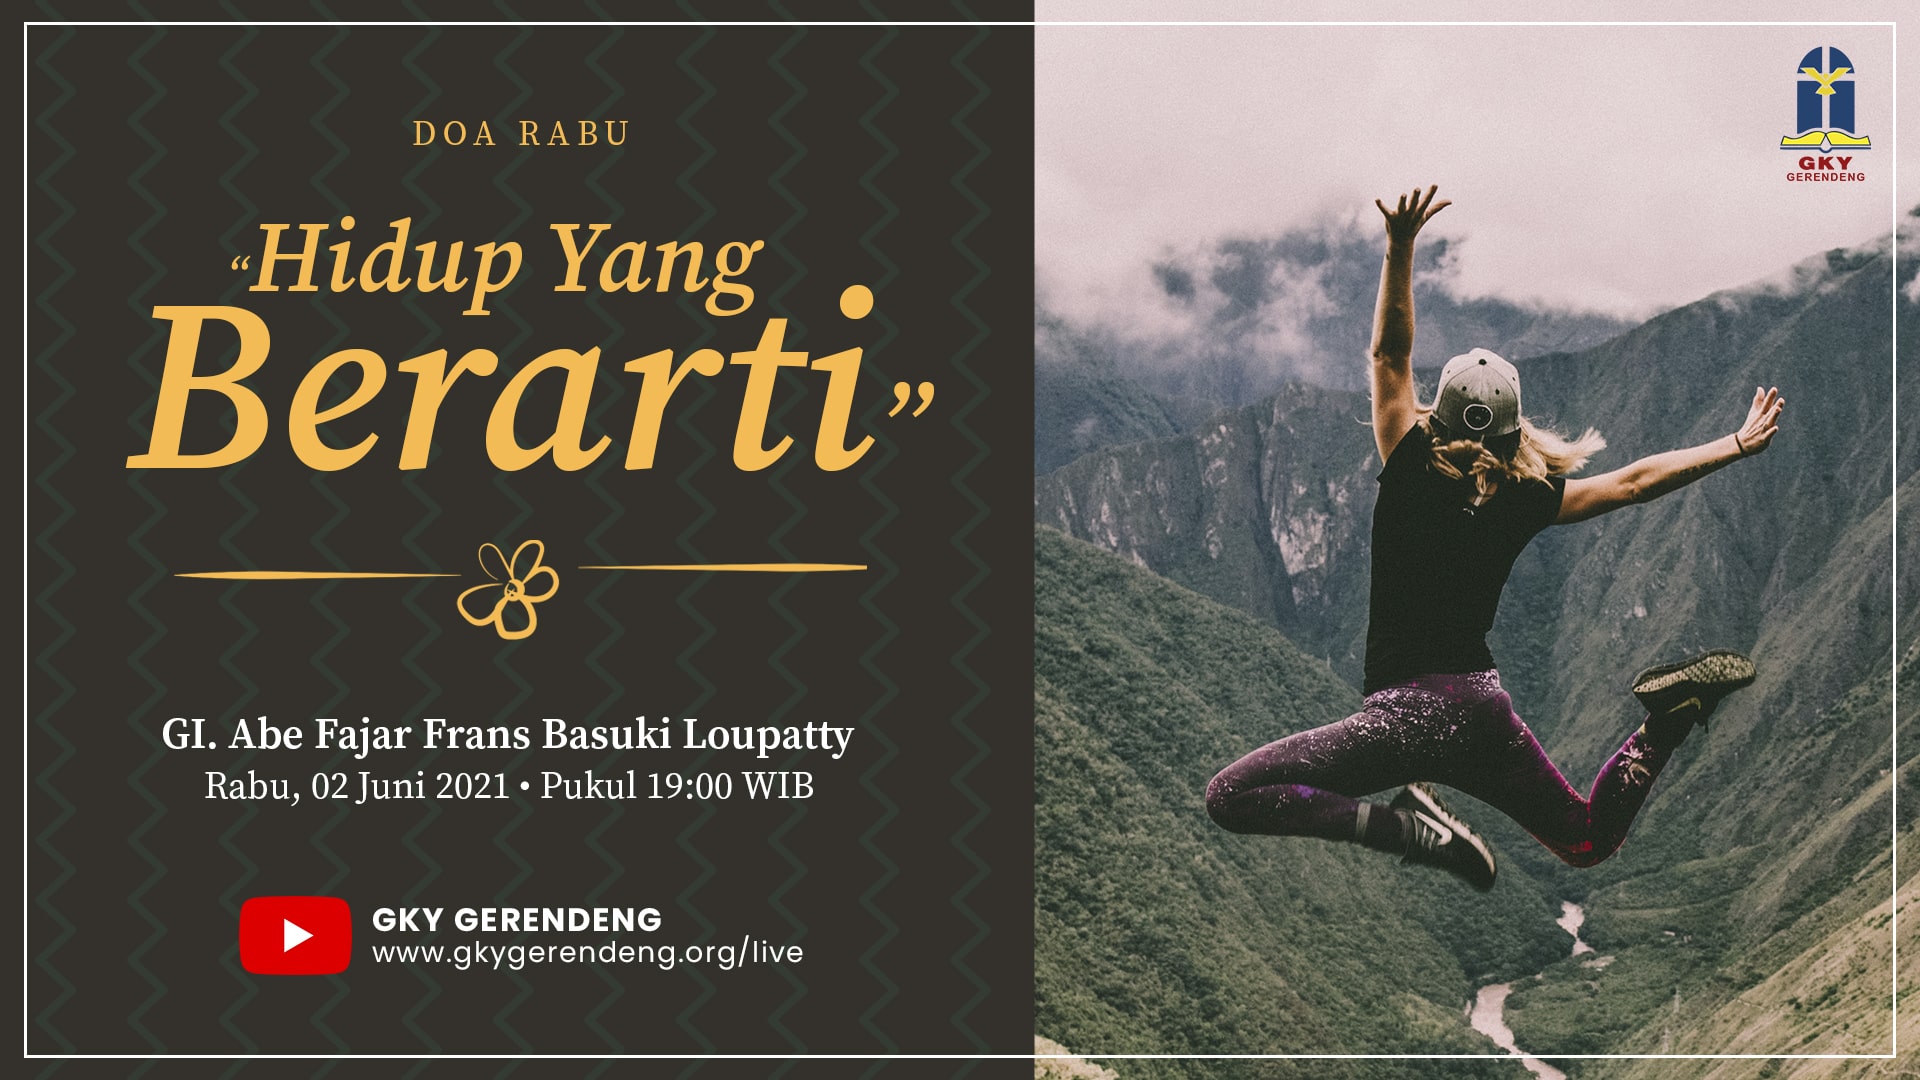 DOA RABU
“Hidup Yang
Berarti”
GI. Abe Fajar Frans Basuki Loupatty
Rabu, 02 Juni 2021 • Pukul 19:00 WIB
GKY GERENDENG
www.gkygerendeng.org/live
GKY
GERENDENG